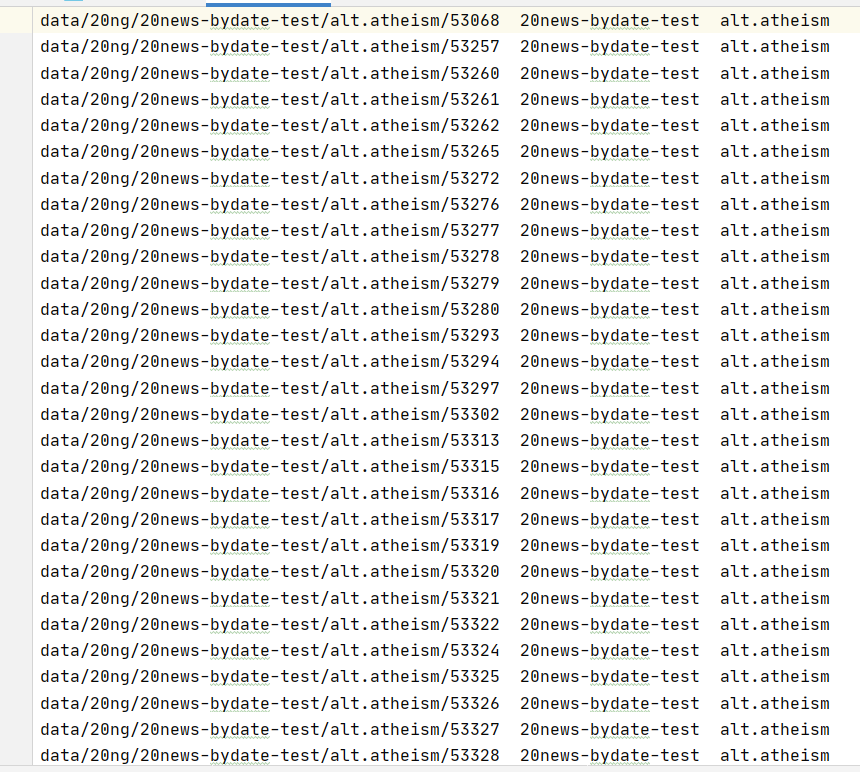 data/20ng/20news-bydate-test/alt.atheism/53068  20news-bydate-test  alt.atheism
data/20ng/20news-bydate-test/alt.atheism/53257  20news-bydate-test  alt.atheism
data/20ng/20news-bydate-test/alt.atheism/53260  20news-bydate-test  alt.atheism
data/20ng/20news-bydate-test/alt.atheism/53261  20news-bydate-test  alt.atheism
data/20ng/20news-bydate-test/alt.atheism/53262  20news-bydate-test  alt.atheism
data/20ng/20news-bydate-test/alt.atheism/53265  20news-bydate-test  alt.atheism
data/20ng/20news-bydate-test/alt.atheism/53272  20news-bydate-test  alt.atheism
data/20ng/20news-bydate-test/alt.atheism/53276  20news-bydate-test  alt.atheism
data/20ng/20news-bydate-test/alt.atheism/53277  20news-bydate-test  alt.atheism
data/20ng/20news-bydate-test/alt.atheism/53278  20news-bydate-test  alt.atheism
data/20ng/20news-bydate-test/alt.atheism/53279  20news-bydate-test  alt.atheism
data/20ng/20news-bydate-test/alt.atheism/53280  20news-bydate-test  alt.atheism
data/20ng/20news-bydate-test/alt.atheism/53293  20news-bydate-test  alt.atheism
data/20ng/20news-bydate-test/alt.atheism/53294  20news-bydate-test  alt.atheism
data/20ng/20news-bydate-test/alt.atheism/53297  20news-bydate-test  alt.atheism
data/20ng/20news-bydate-test/alt.atheism/53302  20news-bydate-test  alt.atheism
data/20ng/20news-bydate-test/alt.atheism/53313  20news-bydate-test  alt.atheism
data/20ng/20news-bydate-test/alt.atheism/53315  20news-bydate-test  alt.atheism
data/20ng/20news-bydate-test/alt.atheism/53316  20news-bydate-test  alt.atheism
data/20ng/20news-bydate-test/alt.atheism/53317  20news-bydate-test  alt.atheism
data/20ng/20news-bydate-test/alt.atheism/53319  20news-bydate-test  alt.atheism
data/20ng/20news-bydate-test/alt.atheism/53320  20news-bydate-test  alt.atheism
data/20ng/20news-bydate-test/alt.atheism/53321  20news-bydate-test  alt.atheism
data/20ng/20news-bydate-test/alt.atheism/53322  20news-bydate-test  alt.atheism
data/20ng/20news-bydate-test/alt.atheism/53324  20news-bydate-test  alt.atheism
data/20ng/20news-bydate-test/alt.atheism/53325  20news-bydate-test  alt.atheism
data/20ng/20news-bydate-test/alt.atheism/53326  20news-bydate-test  alt.atheism
data/20ng/20news-bydate-test/alt.atheism/53327  20news-bydate-test  alt.atheism
data/20ng/20news-bydate-test/alt.atheism/53328  20news-bydate-test  alt.atheism